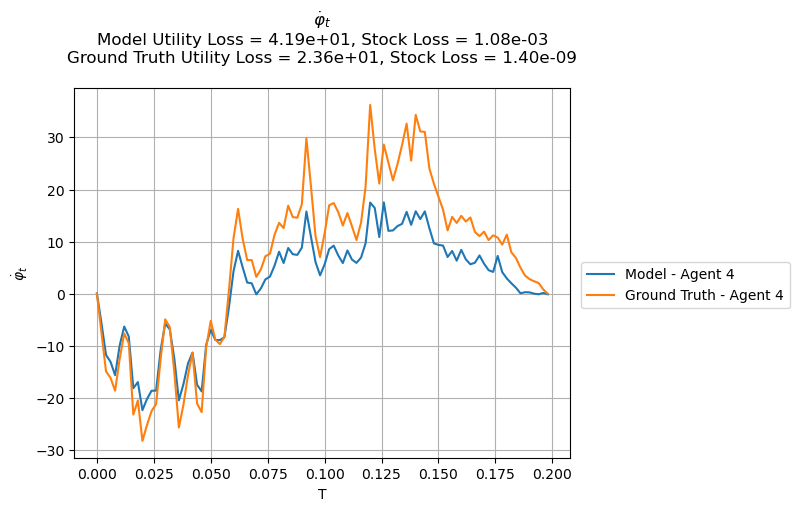 φ̇ₜ
Model Utility Loss = 4.19e+01, Stock Loss = 1.08e-03
Ground Truth Utility Loss = 2.36e+01, Stock Loss = 1.40e-09
φ̇ₜ
30
20
10
0
−10
−20
−30
0.000 0.025 0.050 0.075 0.100 0.125 0.150 0.175 0.200
T
Model - Agent 4
Ground Truth - Agent 4